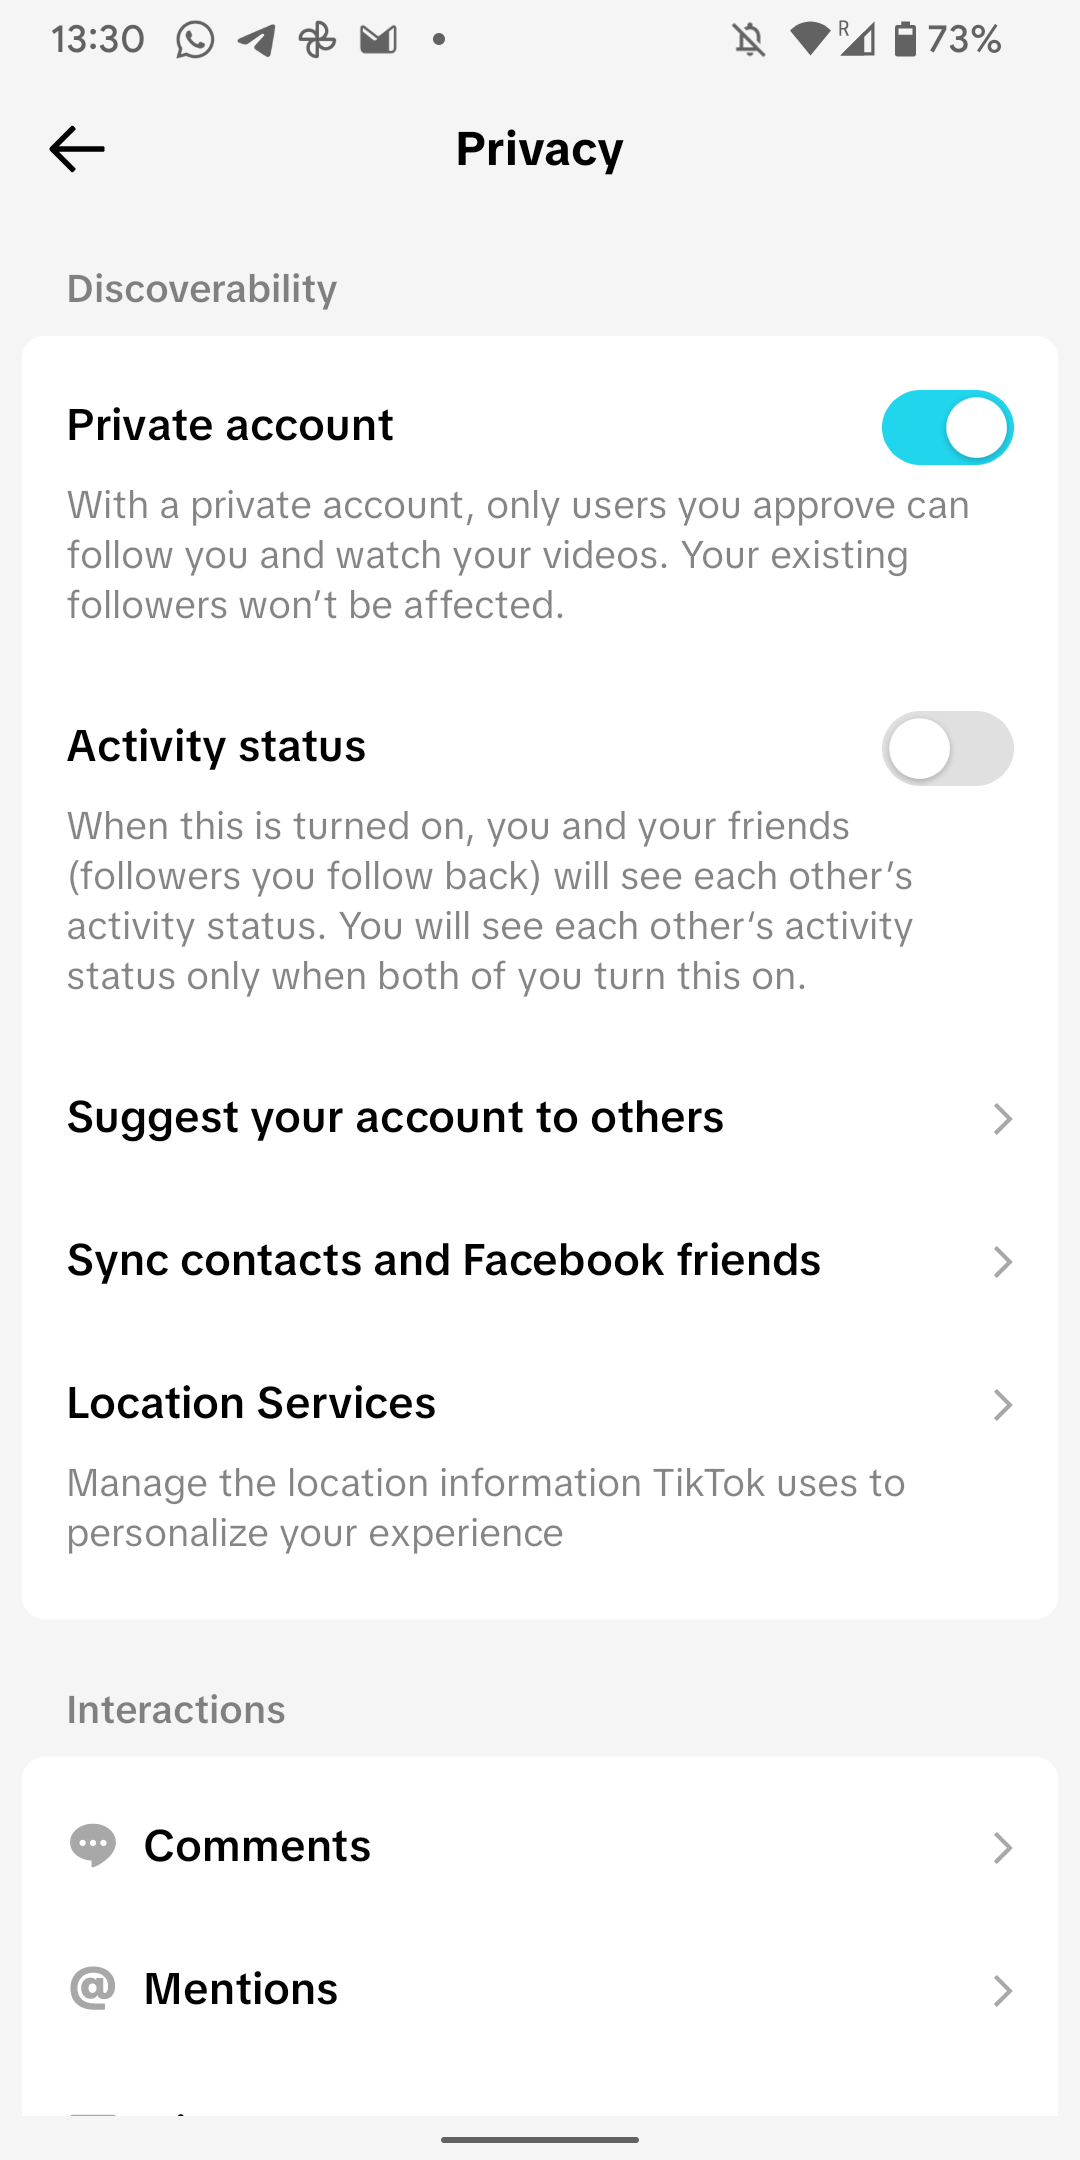 13:30
R
73%
Privacy
Discoverability
Private account
With a private account, only users you approve can
follow you and watch your videos. Your existing
followers won’t be affected.
Activity status
When this is turned on, you and your friends
(followers you follow back) will see each other’s
activity status. You will see each other‘s activity
status only when both of you turn this on.
Suggest your account to others
Sync contacts and Facebook friends
Location Services
Manage the location information TikTok uses to
personalize your experience
Interactions
Comments
@ Mentions